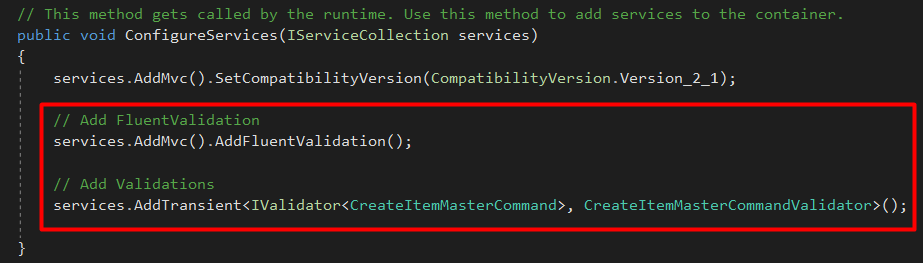 // This method gets called by the runtime. Use this method to add services to the container.
public void ConfigureServices(IServiceCollection services)
{
services.AddMvc().SetCompatibilityVersion(CompatibilityVersion.Version_2_1);
// Add FluentValidation
services.AddMvc().AddFluentValidation();
// Add Validations
services.AddTransient<IValidator<CreateItemMasterCommand>, CreateItemMasterCommandValidator>();
}